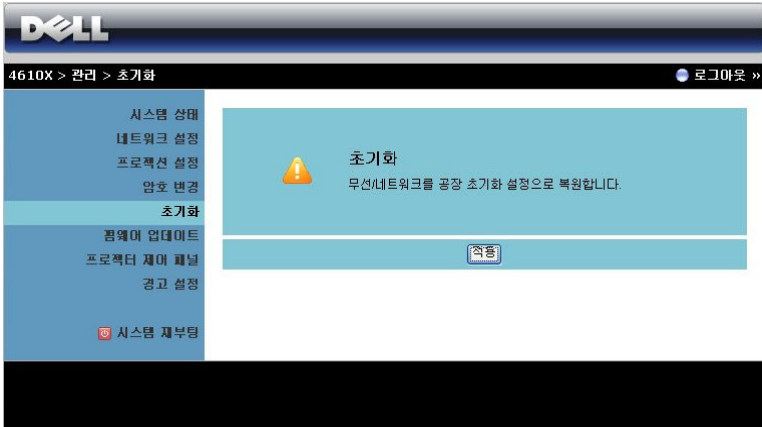 DELL
4610X > 관리 > 초기화
로그아웃 »
시스템 상태
네트워크 설정
프로젝션 설정
암호 변경
초기화
펌웨어 업데이트
프로젝터 제어 패널
경고 설정
시스템 재부팅
초기화
무선/네트워크를 공장 초기화 설정으로 복원합니다.
적용